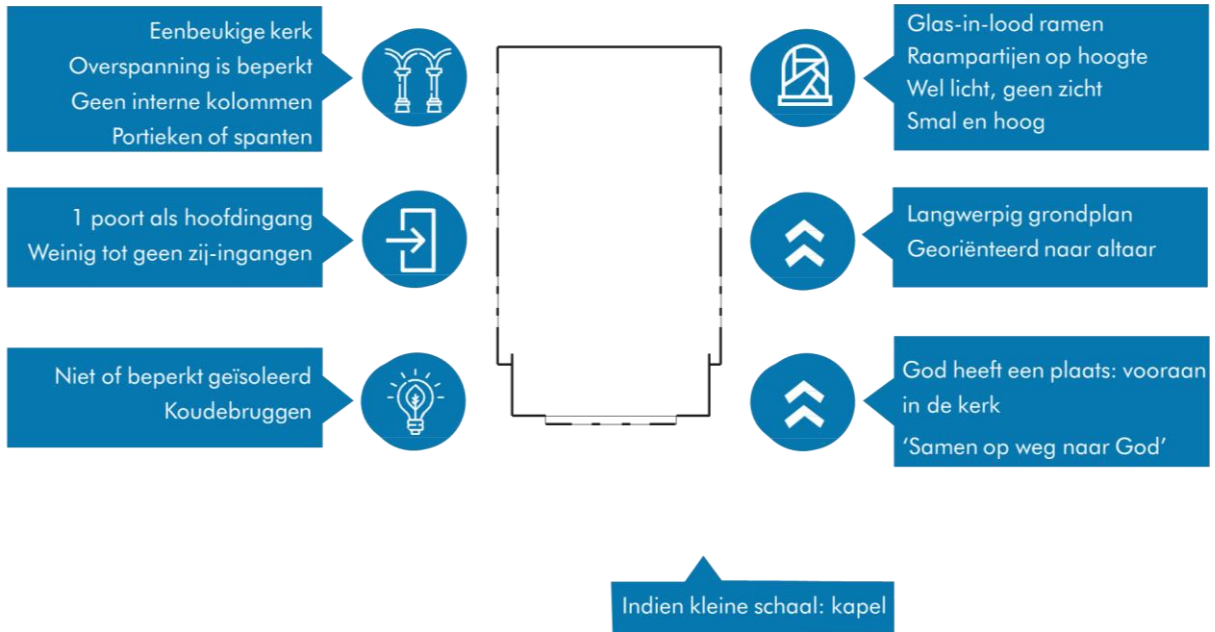 Eenbeukige kerk
Overspanning is beperkt
Geen interne kolommen
Portieken of spanten
Glas-in-lood ramen
Raampartijen op hoogte
Wel licht, geen zicht
Smal en hoog
1 poort als hoofdingang
Weinig tot geen zij-ingangen
Langwerpig grondplan
Georiënteerd naar altaar
Niet of beperkt geïsoleerd
Koudebruggen
God heeft een plaats: vooraan
in de kerk
‘Samen op weg naar God’
Indien kleine schaal: kapel